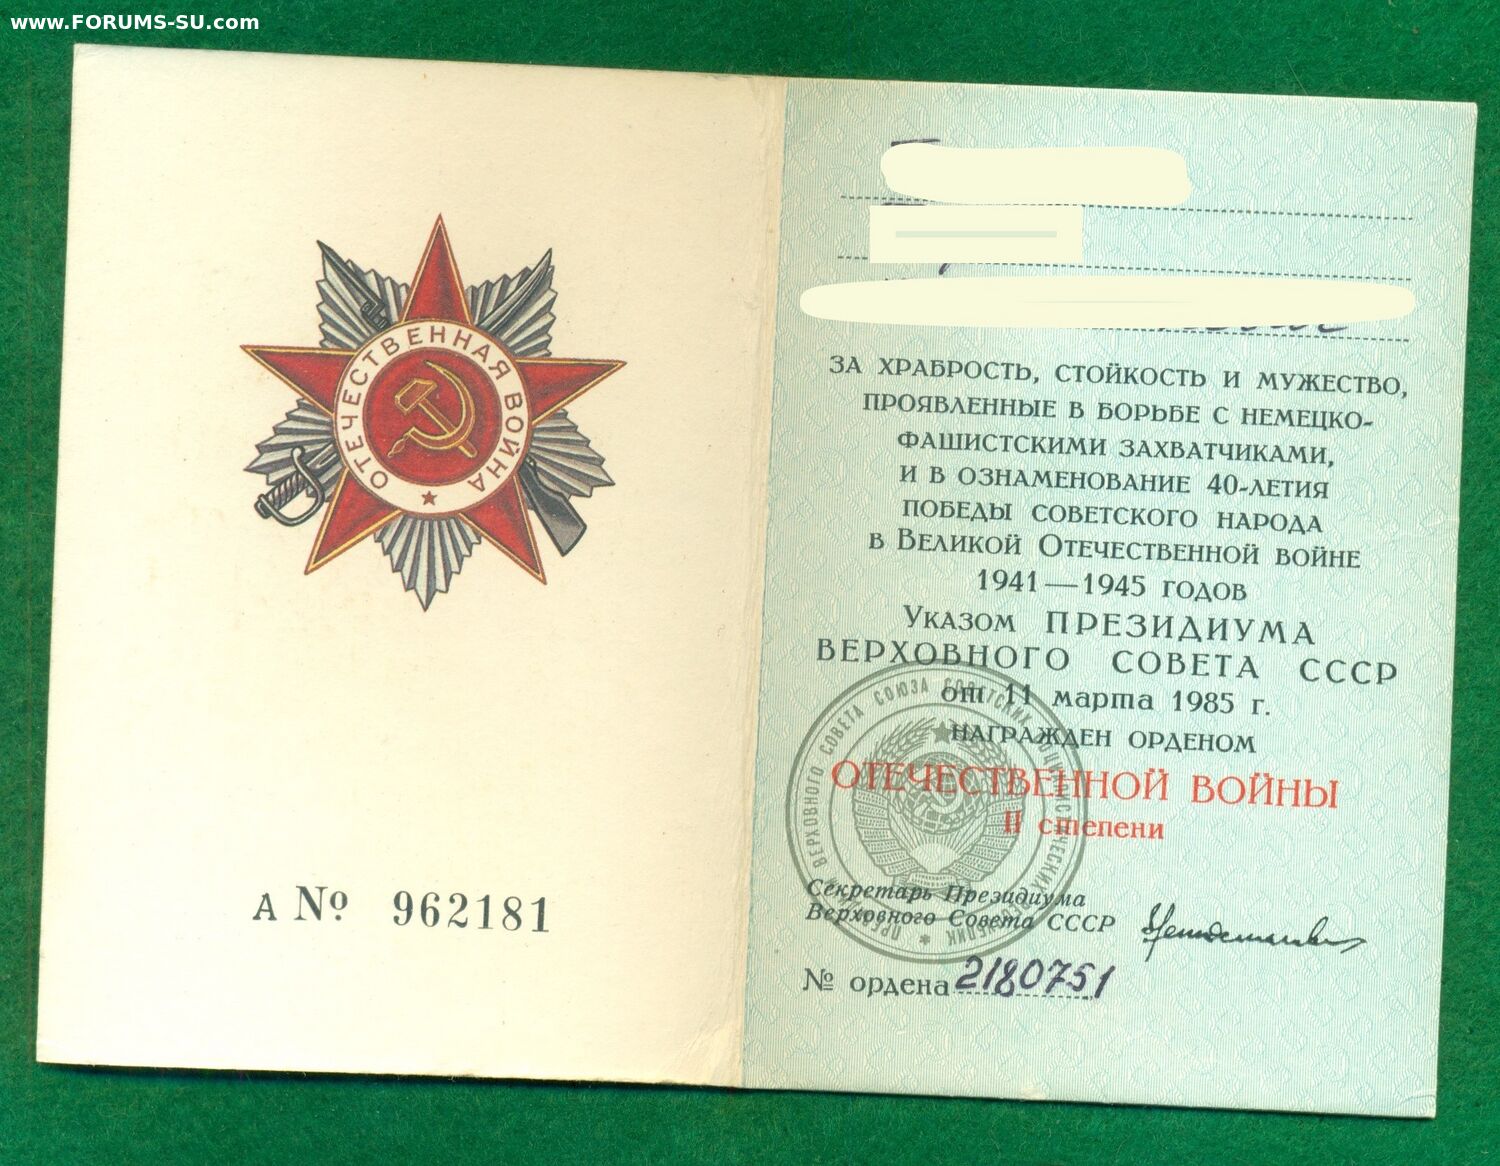 www.FORUMS-SU.com
ОТЕЧЕСТВЕННАЯ ВОЙНА
А № 962181
ЗА ХРАБРОСТЬ, СТОЙКОСТЬ И МУЖЕСТВО,
ПРОЯВЛЕННЫЕ В БОРЬБЕ С НЕМЕЦКО-
ФАШИСТСКИМИ ЗАХВАТЧИКАМИ,
И В ОЗНАМЕНОВАНИЕ 40-ЛЕТИЯ
ПОБЕДЫ СОВЕТСКОГО НАРОДА
в Великой Отечественной войне
1941—1945 годов
Указом ПРЕЗИДИУМА
ВЕРХОВНОГО СОВЕТА СССР
от 11 марта 1985 г.
НАГРАЖДЕН ОРДЕНОМ
ОТЕЧЕСТВЕННОЙ ВОЙНЫ
II степени
Секретарь Президиума
Верховного Совета СССР
№ ордена 2180751